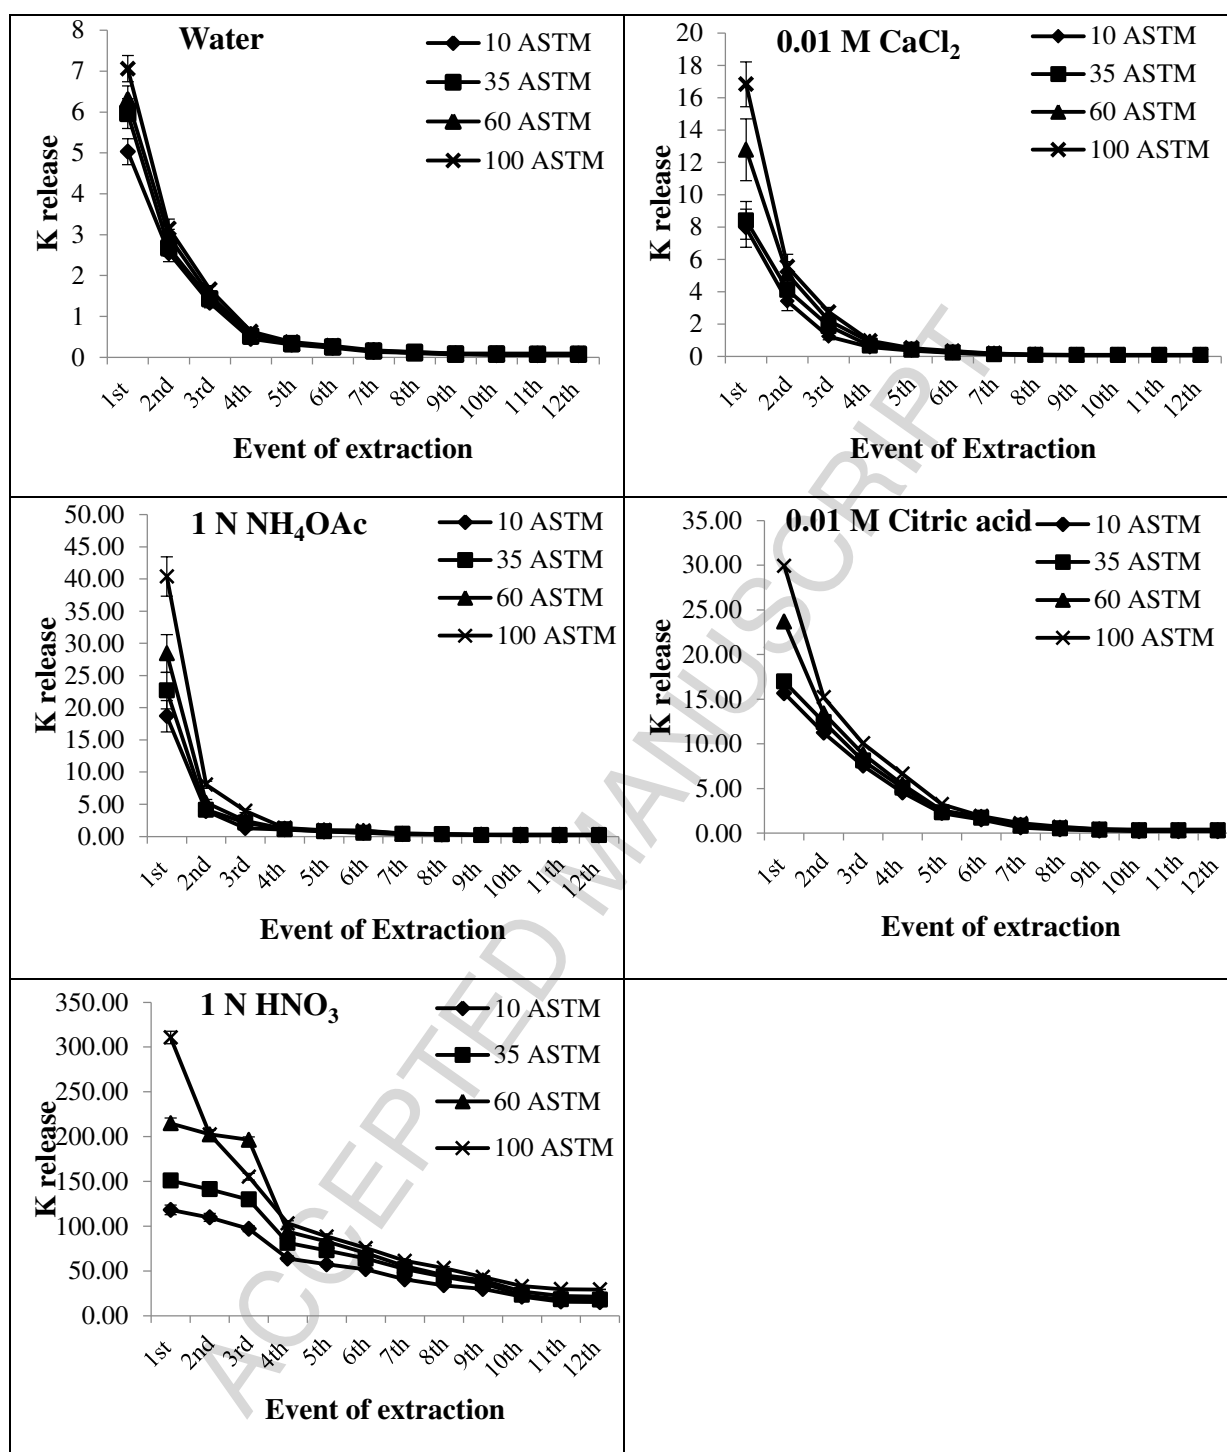 Water
8
7
6
5
4
3
2
1
0
K release
10 ASTM
35 ASTM
60 ASTM
100 ASTM
1st
2nd
3rd
4th
5th
6th
7th
8th
9th
10th
11th
12th
Event of extraction
0.01 M CaCl₂
20
18
16
14
12
10
8
6
4
2
0
K release
10 ASTM
35 ASTM
60 ASTM
100 ASTM
1st
2nd
3rd
4th
5th
6th
7th
8th
9th
10th
11th
12th
Event of Extraction
1 N NH₄OAc
50.00
45.00
40.00
35.00
30.00
25.00
20.00
15.00
10.00
5.00
0.00
K release
10 ASTM
35 ASTM
60 ASTM
100 ASTM
1st
2nd
3rd
4th
5th
6th
7th
8th
9th
10th
11th
12th
Event of Extraction
0.01 M Citric acid
35.00
30.00
25.00
20.00
15.00
10.00
5.00
0.00
K release
10 ASTM
35 ASTM
60 ASTM
100 ASTM
1st
2nd
3rd
4th
5th
6th
7th
8th
9th
10th
11th
12th
Event of extraction
1 N HNO₃
350.00
300.00
250.00
200.00
150.00
100.00
50.00
0.00
K release
10 ASTM
35 ASTM
60 ASTM
100 ASTM
1st
2nd
3rd
4th
5th
6th
7th
8th
9th
10th
11th
12th
Event of extraction
ACCEPTED MANUSCRIPT